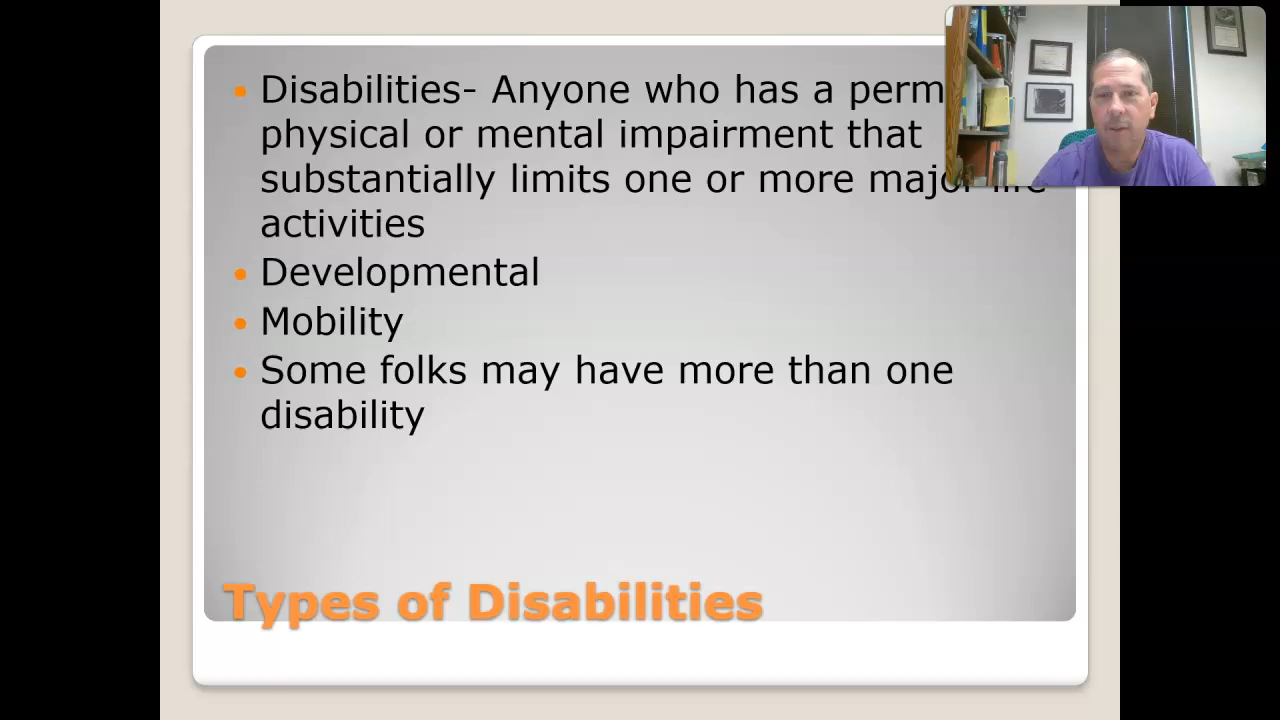 Disabilities- Anyone who has a perm
physical or mental impairment that
substantially limits one or more major life
activities
Developmental
Mobility
Some folks may have more than one
disability
Types of Disabilities